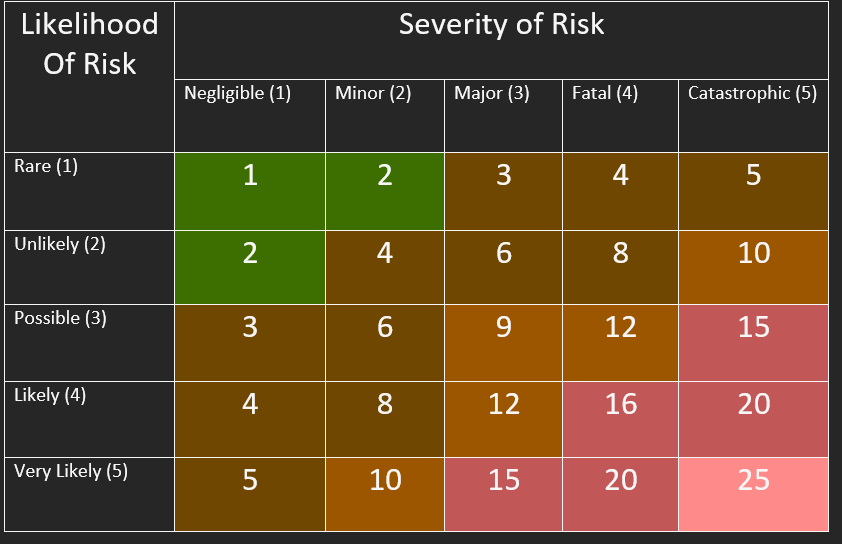 Likelihood
Of Risk
Severity of Risk
Negligible (1) Minor (2) Major (3) Fatal (4) Catastrophic (5)
Rare (1) 1 2 3 4 5
Unlikely (2) 2 4 6 8 10
Possible (3) 3 6 9 12 15
Likely (4) 4 8 12 16 20
Very Likely (5) 5 10 15 20 25